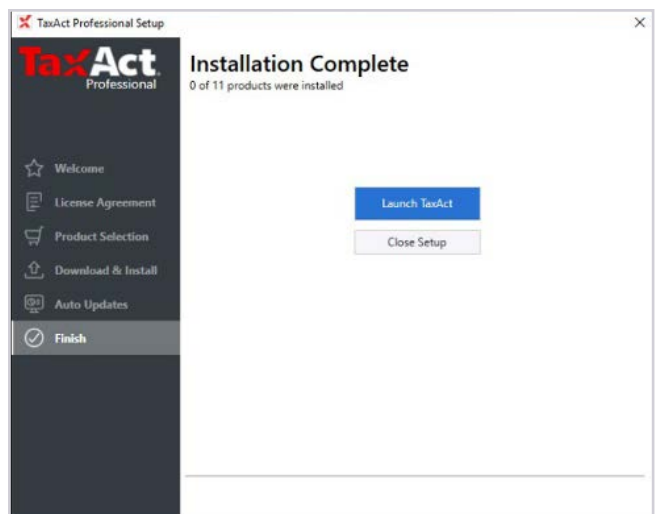 TaxAct Professional Setup
TaxAct.
Professional
Welcome
License Agreement
Product Selection
Download & Install
Auto Updates
Finish
Installation Complete
0 of 11 products were installed
Launch TaxAct
Close Setup